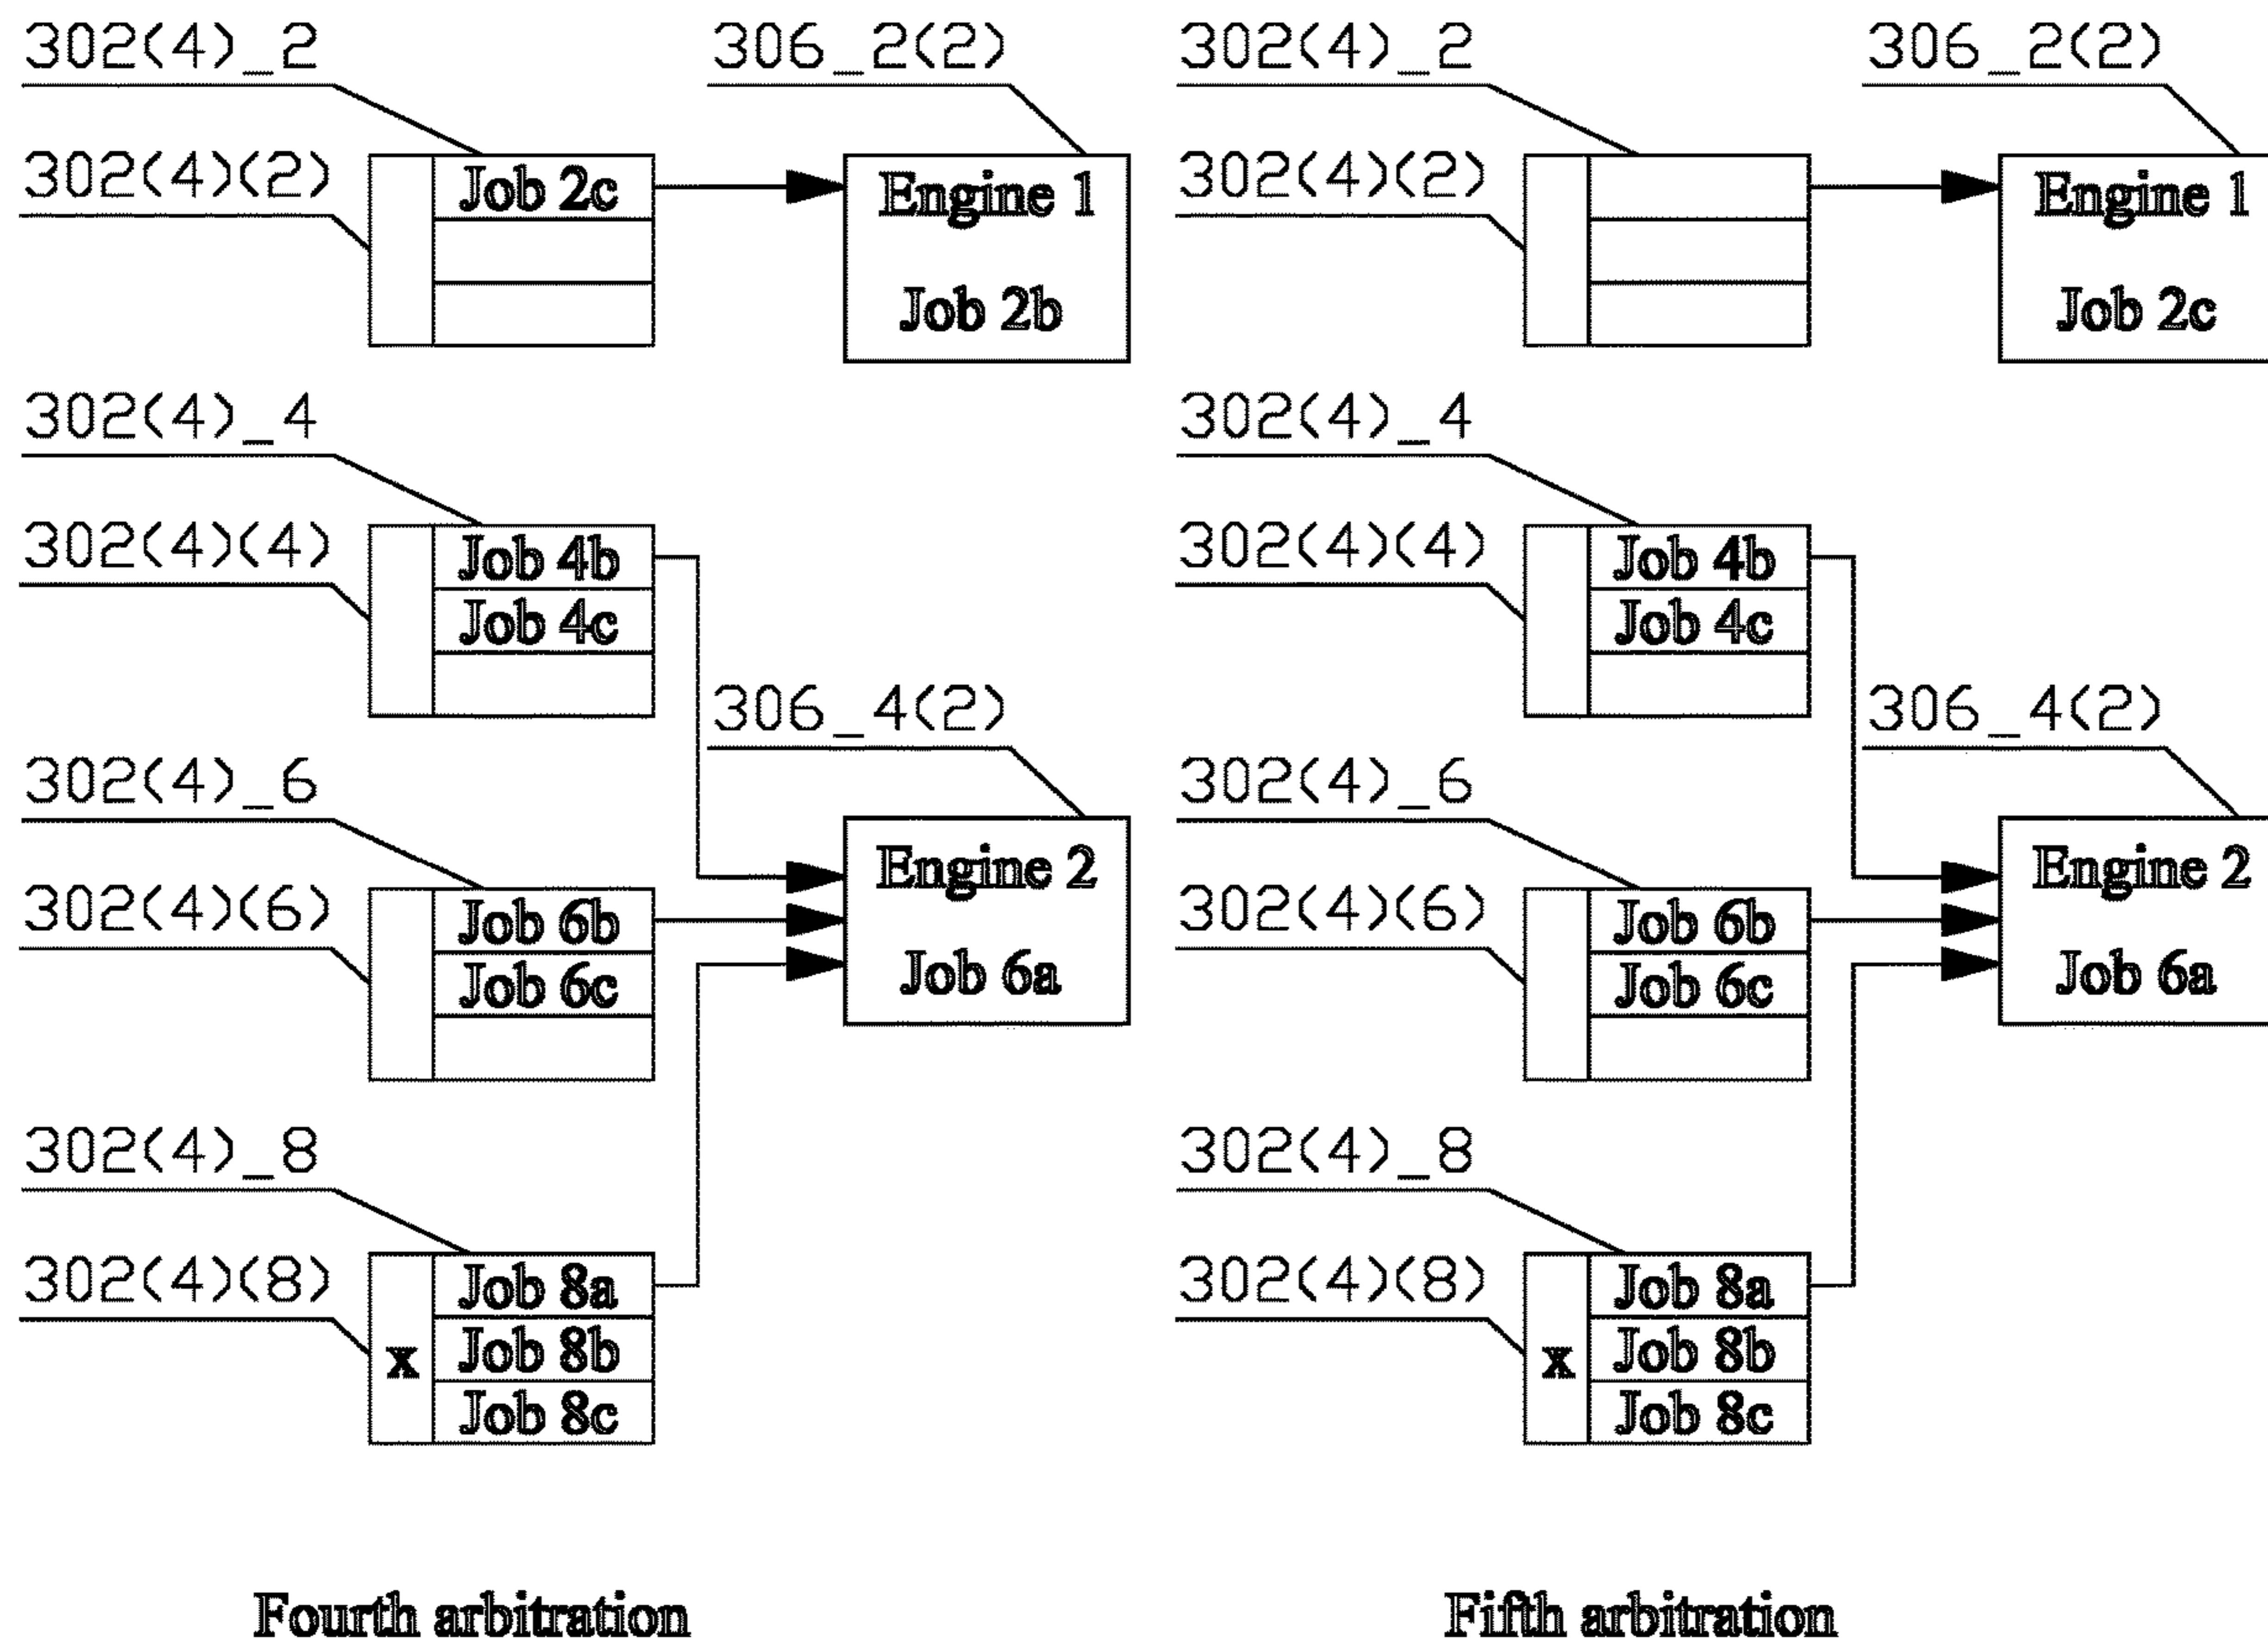 302(4)_2
306_2(2)
302(4)(2)
Job 2c
Engine 1
Job 2b
302(4)_4
302(4)(4)
Job 4b
Job 4c
306_4(2)
302(4)_6
302(4)(6)
Job 6b
Job 6c
Engine 2
Job 6a
302(4)_8
302(4)(8)
x
Job 8a
Job 8b
Job 8c
Fourth arbitration
302(4)_2
306_2(2)
302(4)(2)
Engine 1
Job 2c
302(4)_4
302(4)(4)
Job 4b
Job 4c
306_4(2)
302(4)_6
302(4)(6)
Job 6b
Job 6c
Engine 2
Job 6a
302(4)_8
302(4)(8)
x
Job 8a
Job 8b
Job 8c
Fifth arbitration